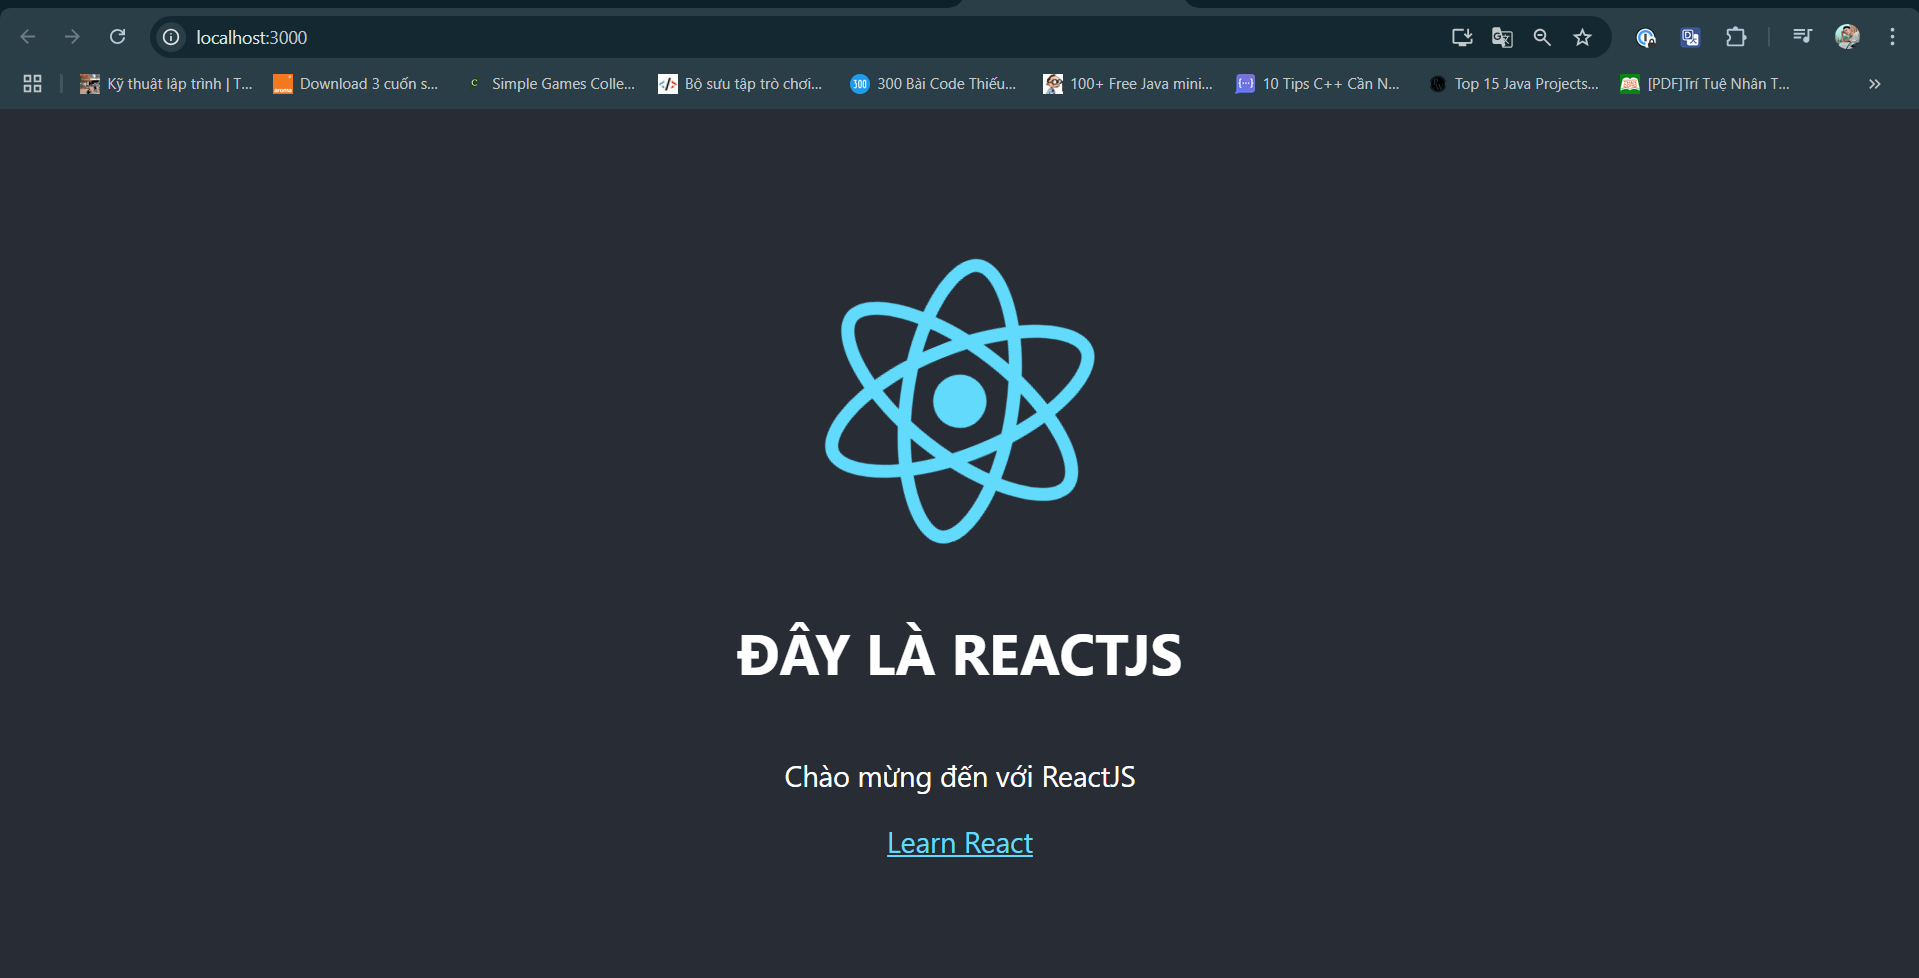 localhost:3000
Kỹ thuật lập trình | T...
Download 3 cuốn s...
Simple Games Colle...
Bộ sưu tập trò chơi...
300 Bài Code Thiếu...
100+ Free Java mini...
10 Tips C++ Cần N...
Top 15 Java Projects...
[PDF]Trí Tuệ Nhân T...
ĐÂY LÀ REACTJS
Chào mừng đến với ReactJS
Learn React